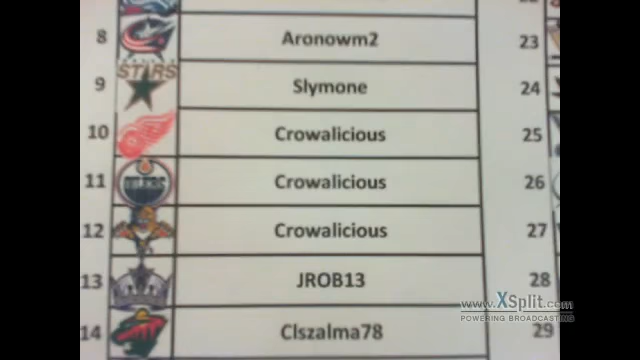 8 Aronowm2 23
9 STARS Slymone 24
10 Crowalicious 25
11 OILERS Crowalicious 26
12 Crowalicious 27
13 JROB13 28
14 Clszalma78 29
www.XSplit.com
POWERING BROADCASTING